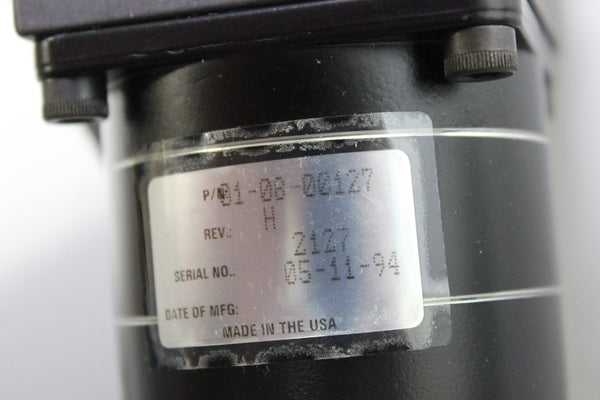 P/N 01-08-00127
REV.: H
SERIAL NO.. 2127
DATE OF MFG: 05-11-94
MADE IN THE USA